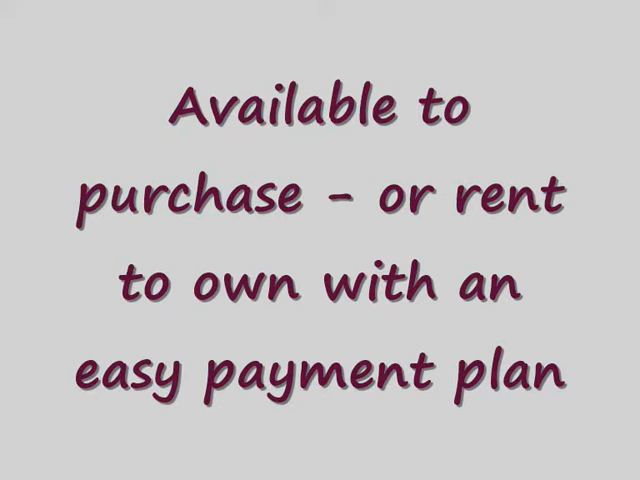 Available to
purchase - or rent
to own with an
easy payment plan